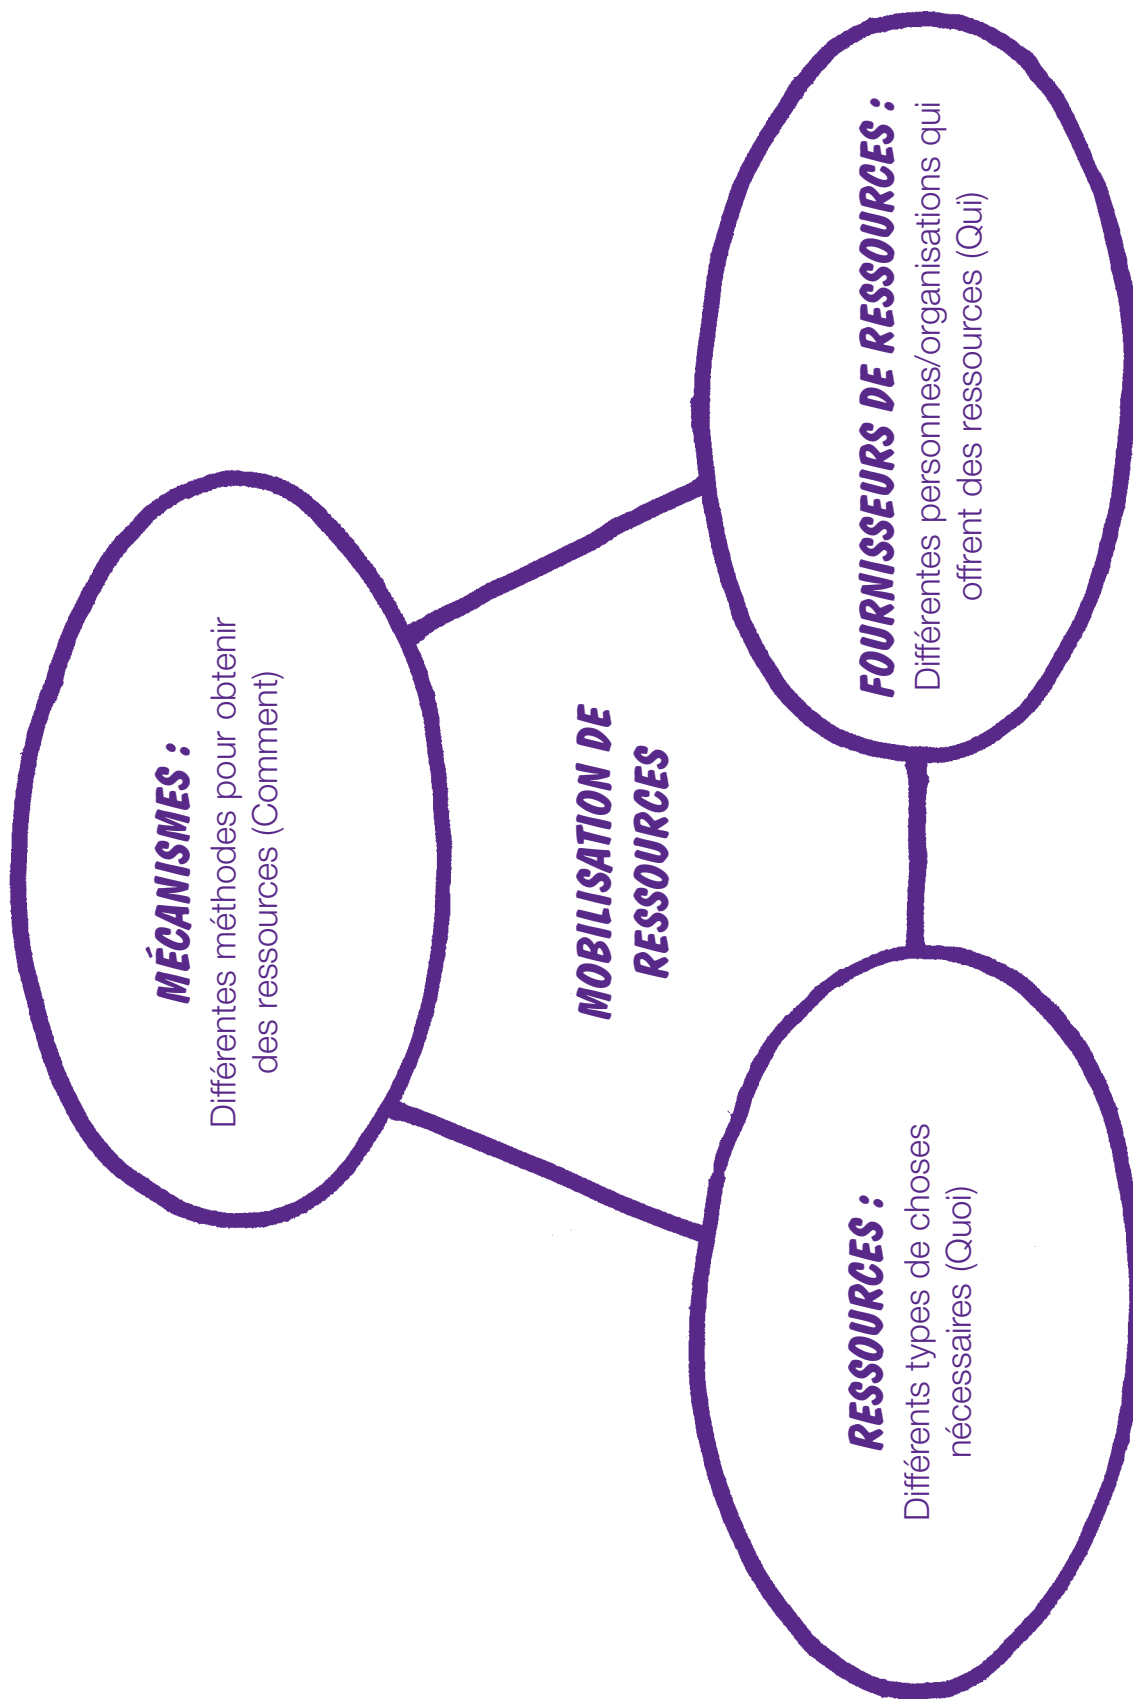 MÉCANISMES :
Différentes méthodes pour obtenir
des ressources (Comment)
MOBILISATION DE
RESSOURCES
RESSOURCES :
Différents types de choses
nécessaires (Quoi)
FOURNISSEURS DE RESSOURCES :
Différentes personnes/organisations qui
offrent des ressources (Qui)